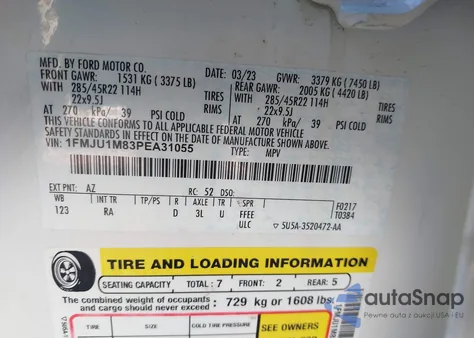 MFD. BY FORD MOTOR CO.
DATE: 03/23 GVWR: 3379 KG (7450 LB)
FRONT GAWR: 1531 KG (3375 LB) REAR GAWR: 2005 KG (4420 LB)
WITH 285/45R22 114H TIRES WITH 285/45R22 114H TIRES
22x9.5J RIMS 22x9.5J RIMS
AT 270 kPa/ 39 PSI COLD AT 270 kPa/ 39 PSI COLD
THIS VEHICLE CONFORMS TO ALL APPLICABLE FEDERAL MOTOR VEHICLE
SAFETY STANDARDS IN EFFECT ON THE DATE OF MANUFACTURE SHOWN ABOVE.
VIN: 1FMJU1M83PEA31055 TYPE: MPV
EXT PNT: AZ RC: 52 DSO:
WB INT TR TP/PS R AXLE TR SPR F0217
123 RA D 3L U FFEE T0384
ULC 5U5A-3520472-AA
TIRE AND LOADING INFORMATION
SEATING CAPACITY TOTAL: 7 FRONT: 2 REAR: 5
The combined weight of occupants and cargo should never exceed: 729 kg or 1608 lbs.
TIRE SIZE COLD TIRE PRESSURE SEE OWNERS
autoSnap
Pewne auta z aukcji w USA i EU